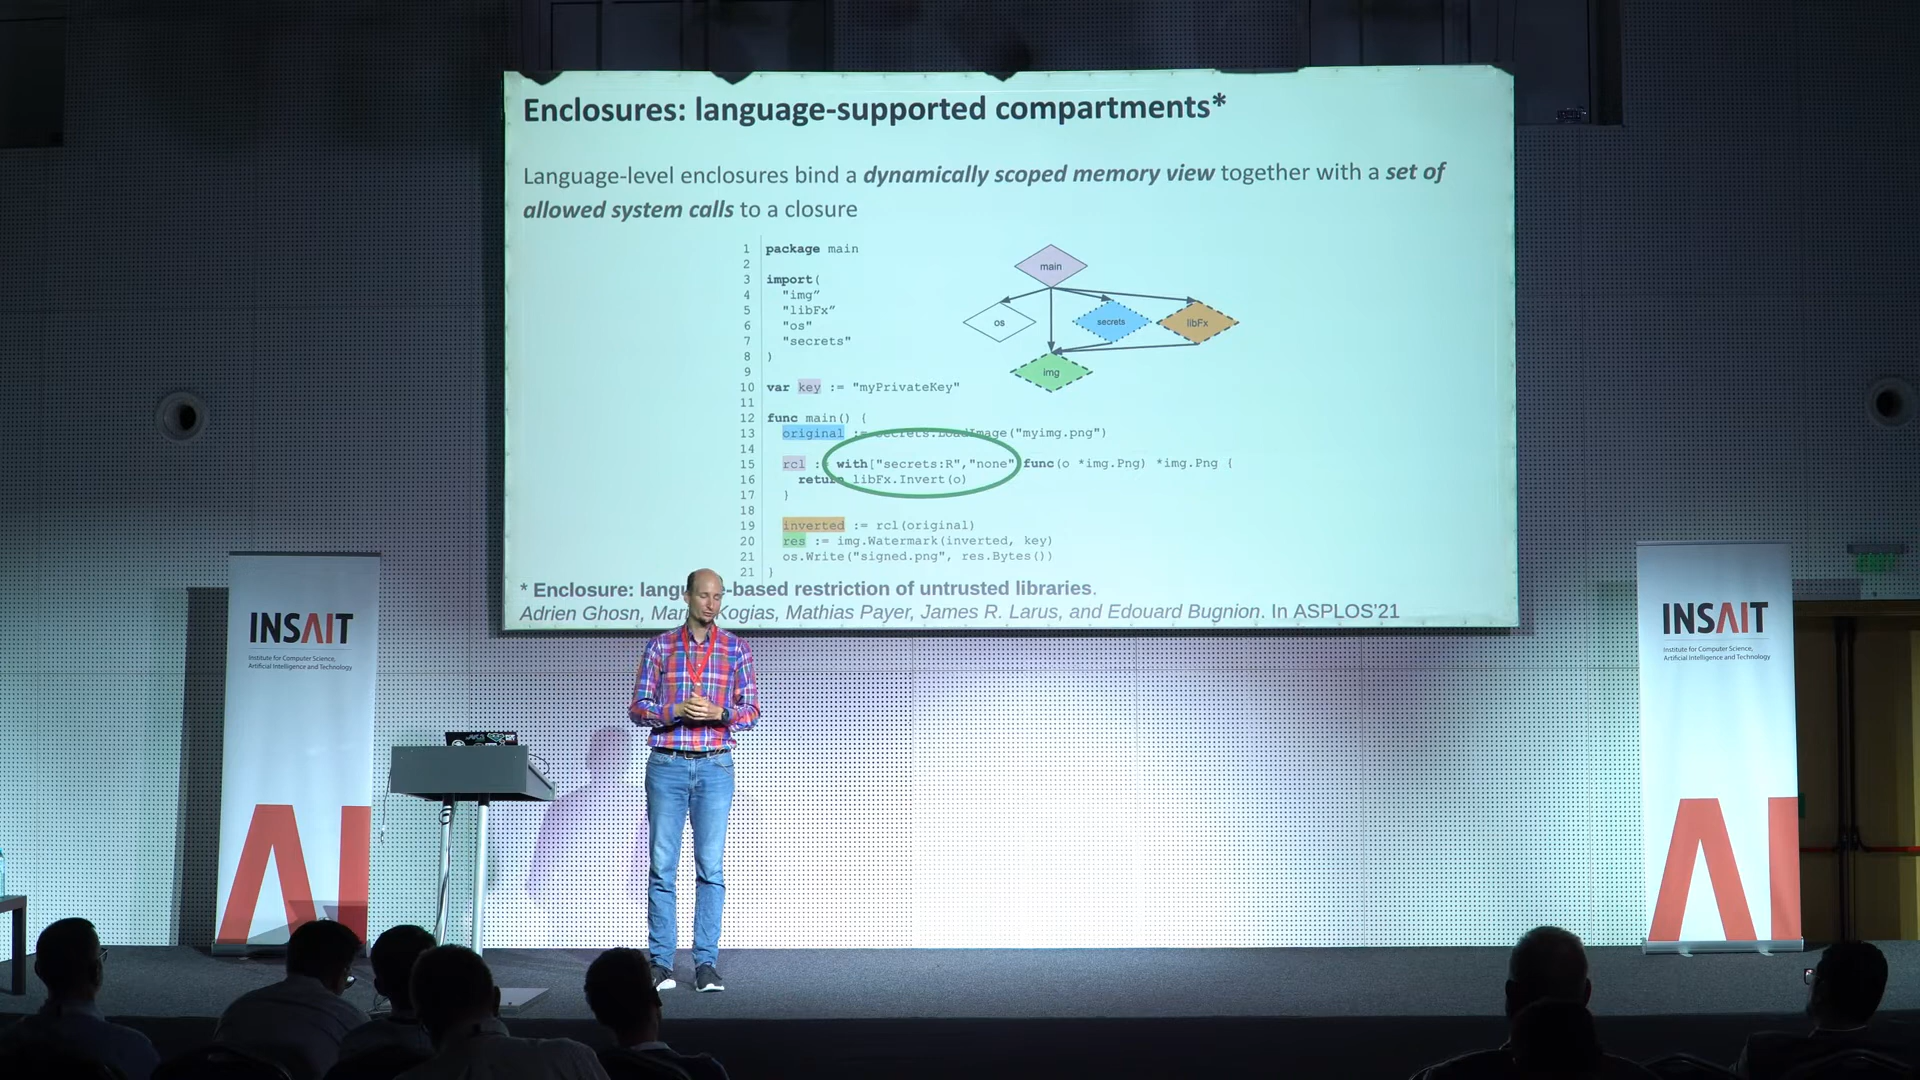 Enclosures: language-supported compartments*
Language-level enclosures bind a dynamically scoped memory view together with a set of
allowed system calls to a closure
1 package main
2
3 import(
4 "img"
5 "libFx"
6 "os"
7 "secrets"
8 )
9
10 var key := "myPrivateKey"
11
12 func main() {
13 original := secrets.LoadImage("myimg.png")
14
15 rcl : with["secrets:R","none" func(o *img.Png) *img.Png {
16 return libFx.Invert(o)
17 }
18
19 inverted := rcl(original)
20 res := img.Watermark(inverted, key)
21 os.Write("signed.png", res.Bytes())
21 }
main
os
secrets
libFx
img
* Enclosure: -based restriction of untrusted libraries.
Adrien Ghosn, Kogias, Mathias Payer, James R. Larus, and Edouard Bugnion. In ASPLOS'21
INSAIT
Institute for Computer Science,
Artificial Intelligence and Technology
AI
INSAIT
Institute for Computer Science,
Artificial Intelligence and Technology
AI